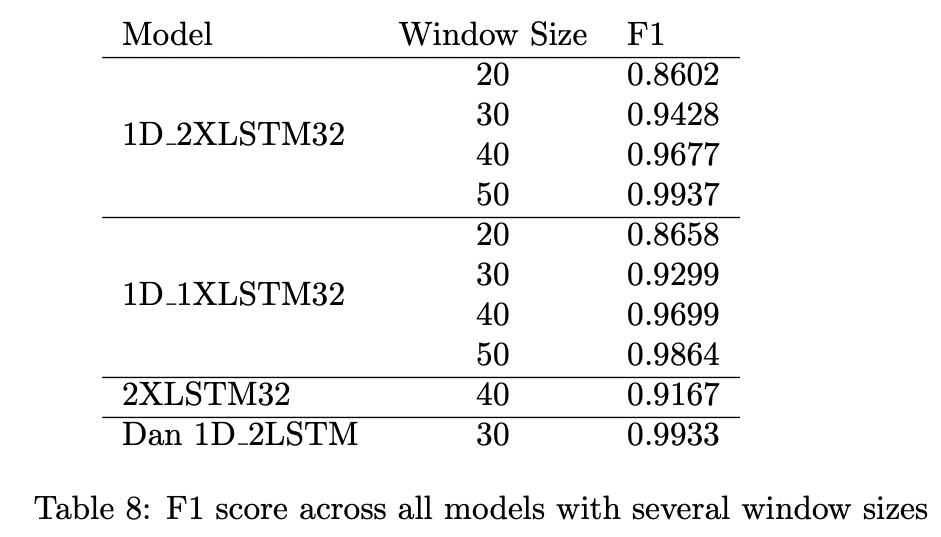 Model Window Size F1
20 0.8602
30 0.9428
1D_2XLSTM32
40 0.9677
50 0.9937
20 0.8658
30 0.9299
1D_1XLSTM32
40 0.9699
50 0.9864
2XLSTM32 40 0.9167
Dan 1D_2LSTM 30 0.9933
Table 8: F1 score across all models with several window sizes